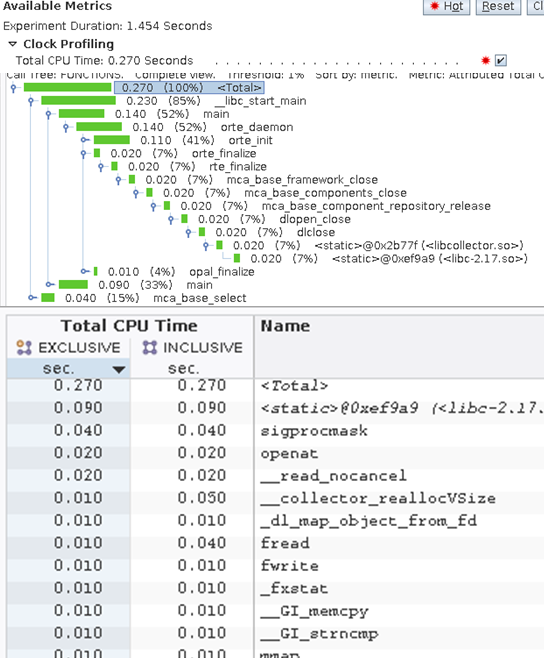 Available Metrics
Hot Reset Cl
Experiment Duration: 1.454 Seconds
Clock Profiling
Total CPU Time: 0.270 Seconds
Call Tree: FUNCTIONS. Complete view. Threshold: 1% Sort by: metric. Metric: Attributed Total C
0.270 (100%) <Total>
0.230 (85%) __libc_start_main
0.140 (52%) main
0.140 (52%) orte_daemon
0.110 (41%) orte_init
0.020 (7%) orte_finalize
0.020 (7%) rte_finalize
0.020 (7%) mca_base_framework_close
0.020 (7%) mca_base_components_close
0.020 (7%) mca_base_component_repository_release
0.020 (7%) dlopen_close
0.020 (7%) dlclose
0.020 (7%) <static>@0x2b77f (<libcollector.so>)
0.020 (7%) <static>@0xef9a9 (<libc-2.17.so>)
0.010 (4%) opal_finalize
0.090 (33%) main
0.040 (15%) mca_base_select
Total CPU Time Name
EXCLUSIVE INCLUSIVE
sec. sec.
0.270 0.270 <Total>
0.090 0.090 <static>@0xef9a9 (<libc-2.17.
0.040 0.040 sigprocmask
0.020 0.020 openat
0.020 0.020 __read_nocancel
0.010 0.050 __collector_reallocVSize
0.010 0.010 _dl_map_object_from_fd
0.010 0.040 fread
0.010 0.010 fwrite
0.010 0.010 _fxstat
0.010 0.010 __GI_memcpy
0.010 0.010 __GI_strncmp
0.010 0.010 mmap